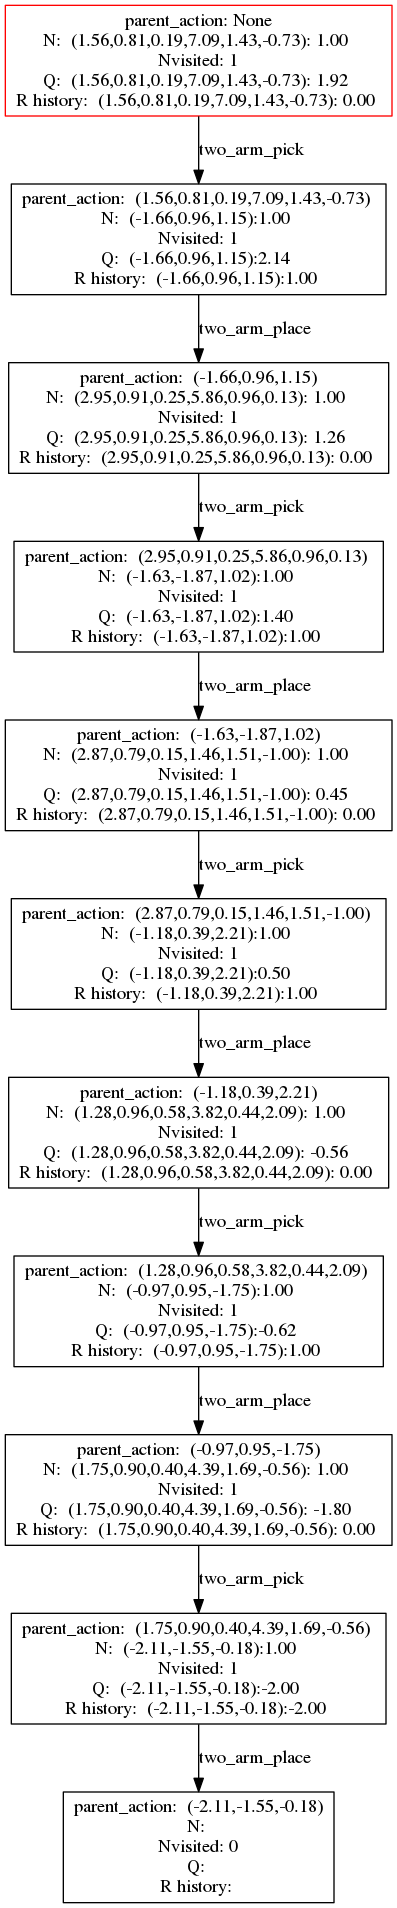 parent_action: None
N: (1.56,0.81,0.19,7.09,1.43,-0.73): 1.00
Nvisited: 1
Q: (1.56,0.81,0.19,7.09,1.43,-0.73): 1.92
R history: (1.56,0.81,0.19,7.09,1.43,-0.73): 0.00
two_arm_pick
parent_action: (1.56,0.81,0.19,7.09,1.43,-0.73)
N: (-1.66,0.96,1.15):1.00
Nvisited: 1
Q: (-1.66,0.96,1.15):2.14
R history: (-1.66,0.96,1.15):1.00
two_arm_place
parent_action: (-1.66,0.96,1.15)
N: (2.95,0.91,0.25,5.86,0.96,0.13): 1.00
Nvisited: 1
Q: (2.95,0.91,0.25,5.86,0.96,0.13): 1.26
R history: (2.95,0.91,0.25,5.86,0.96,0.13): 0.00
two_arm_pick
parent_action: (2.95,0.91,0.25,5.86,0.96,0.13)
N: (-1.63,-1.87,1.02):1.00
Nvisited: 1
Q: (-1.63,-1.87,1.02):1.40
R history: (-1.63,-1.87,1.02):1.00
two_arm_place
parent_action: (-1.63,-1.87,1.02)
N: (2.87,0.79,0.15,1.46,1.51,-1.00): 1.00
Nvisited: 1
Q: (2.87,0.79,0.15,1.46,1.51,-1.00): 0.45
R history: (2.87,0.79,0.15,1.46,1.51,-1.00): 0.00
two_arm_pick
parent_action: (2.87,0.79,0.15,1.46,1.51,-1.00)
N: (-1.18,0.39,2.21):1.00
Nvisited: 1
Q: (-1.18,0.39,2.21):0.50
R history: (-1.18,0.39,2.21):1.00
two_arm_place
parent_action: (-1.18,0.39,2.21)
N: (1.28,0.96,0.58,3.82,0.44,2.09): 1.00
Nvisited: 1
Q: (1.28,0.96,0.58,3.82,0.44,2.09): -0.56
R history: (1.28,0.96,0.58,3.82,0.44,2.09): 0.00
two_arm_pick
parent_action: (1.28,0.96,0.58,3.82,0.44,2.09)
N: (-0.97,0.95,-1.75):1.00
Nvisited: 1
Q: (-0.97,0.95,-1.75):-0.62
R history: (-0.97,0.95,-1.75):1.00
two_arm_place
parent_action: (-0.97,0.95,-1.75)
N: (1.75,0.90,0.40,4.39,1.69,-0.56): 1.00
Nvisited: 1
Q: (1.75,0.90,0.40,4.39,1.69,-0.56): -1.80
R history: (1.75,0.90,0.40,4.39,1.69,-0.56): 0.00
two_arm_pick
parent_action: (1.75,0.90,0.40,4.39,1.69,-0.56)
N: (-2.11,-1.55,-0.18):1.00
Nvisited: 1
Q: (-2.11,-1.55,-0.18):-2.00
R history: (-2.11,-1.55,-0.18):-2.00
two_arm_place
parent_action: (-2.11,-1.55,-0.18)
N:
Nvisited: 0
Q:
R history: